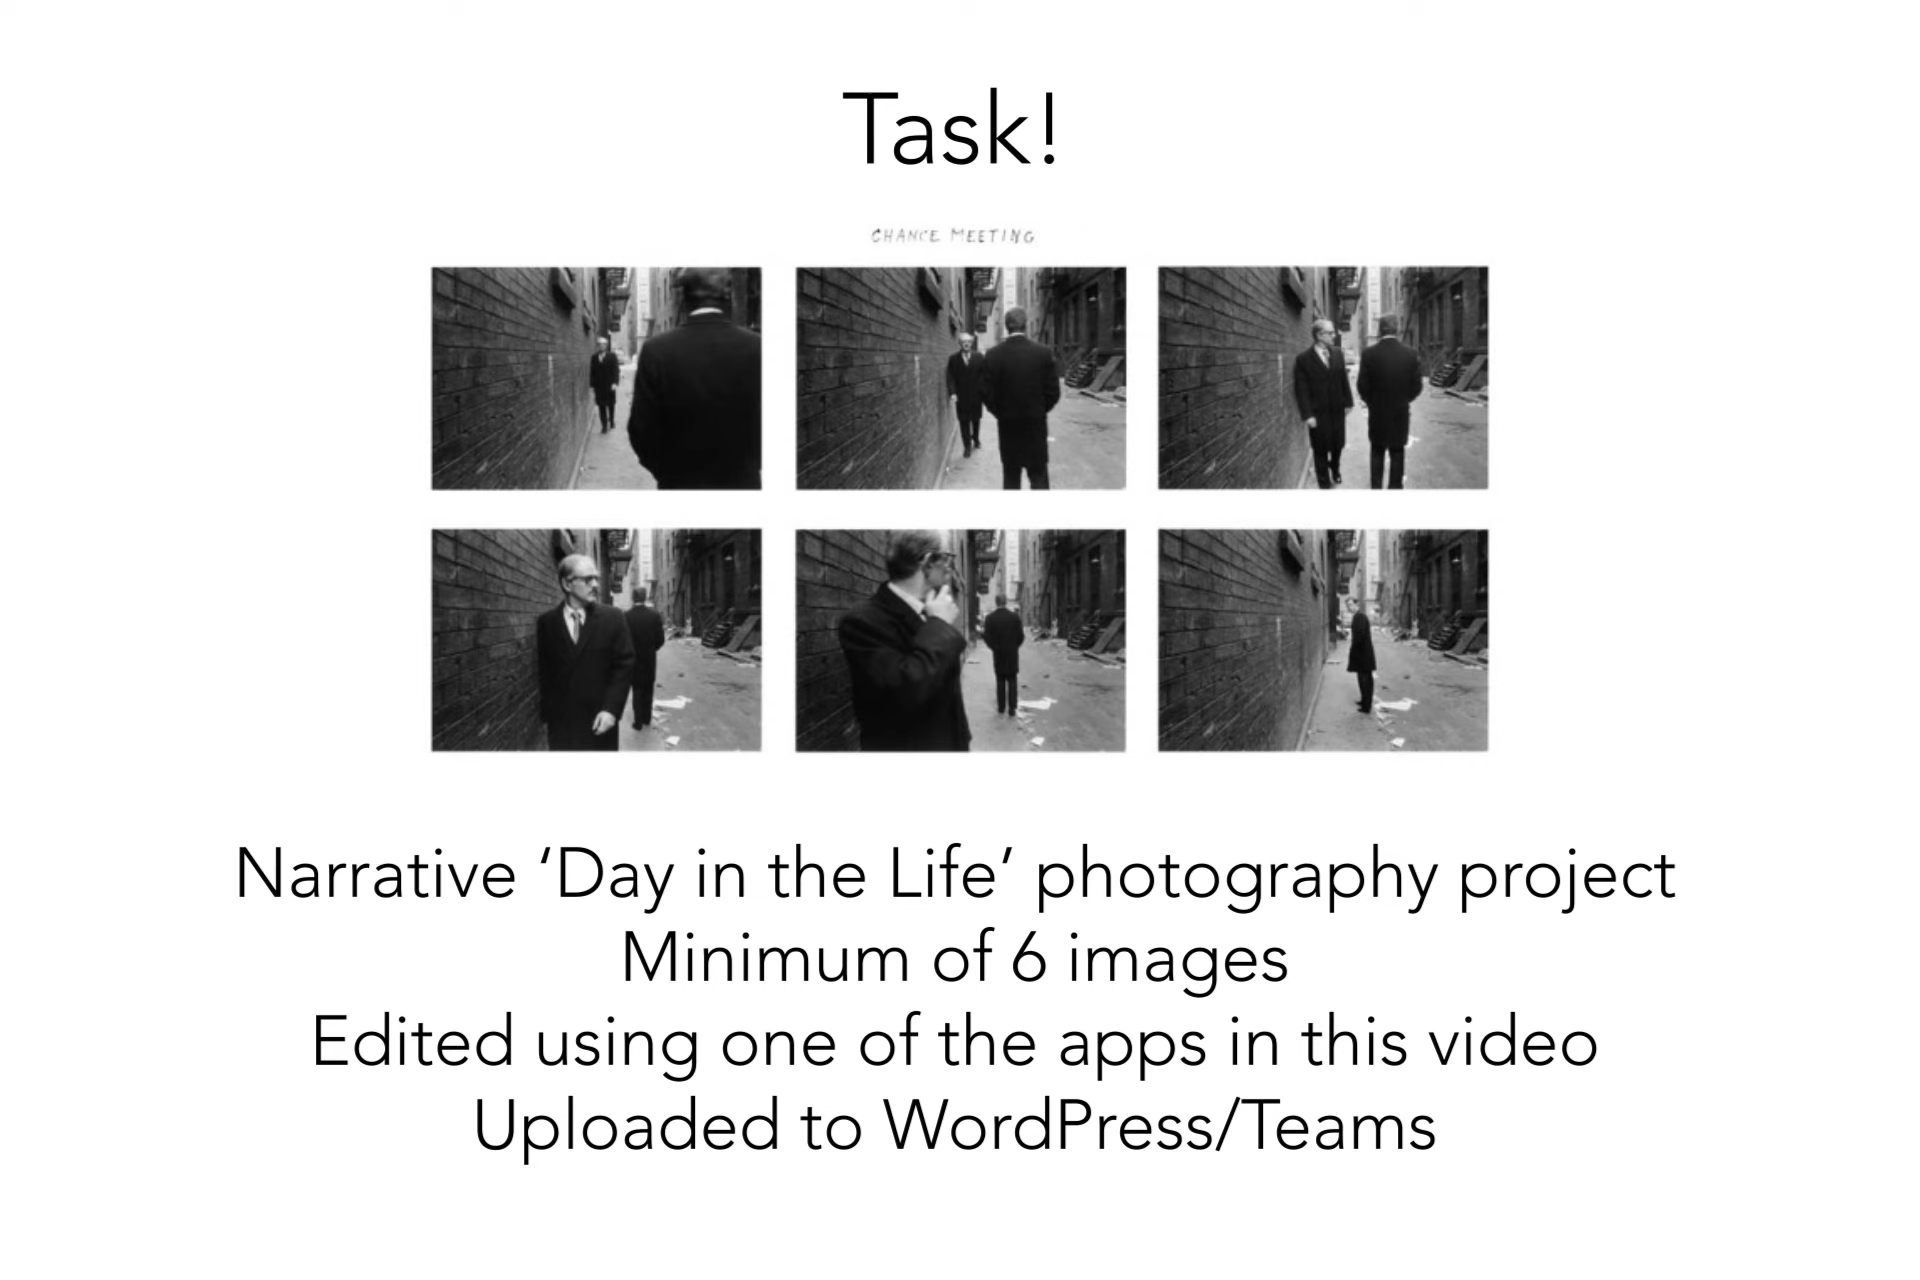 Task!
CHANCE MEETING
Narrative ‘Day in the Life’ photography project
Minimum of 6 images
Edited using one of the apps in this video
Uploaded to WordPress/Teams